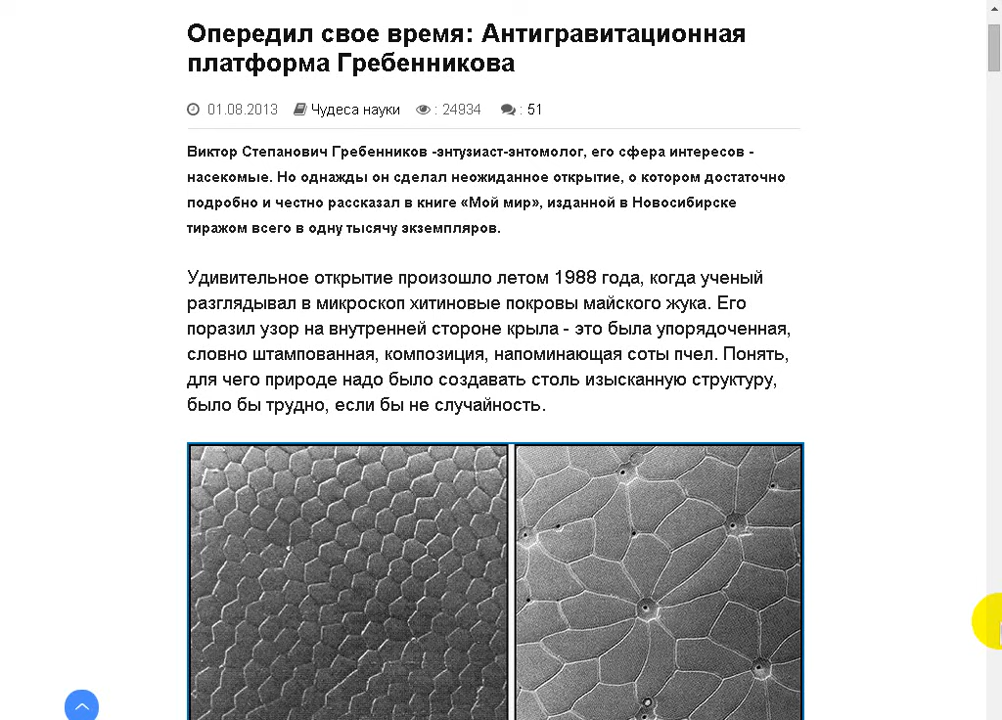 Опередил свое время: Антигравитационная
платформа Гребенникова
01.08.2013 Чудеса науки : 24934 : 51
Виктор Степанович Гребенников -энтузиаст-энтомолог, его сфера интересов -
насекомые. Но однажды он сделал неожиданное открытие, о котором достаточно
подробно и честно рассказал в книге «Мой мир», изданной в Новосибирске
тиражом всего в одну тысячу экземпляров.
Удивительное открытие произошло летом 1988 года, когда ученый
разглядывал в микроскоп хитиновые покровы майского жука. Его
поразил узор на внутренней стороне крыла - это была упорядоченная,
словно штампованная, композиция, напоминающая соты пчел. Понять,
для чего природе надо было создавать столь изысканную структуру,
было бы трудно, если бы не случайность.